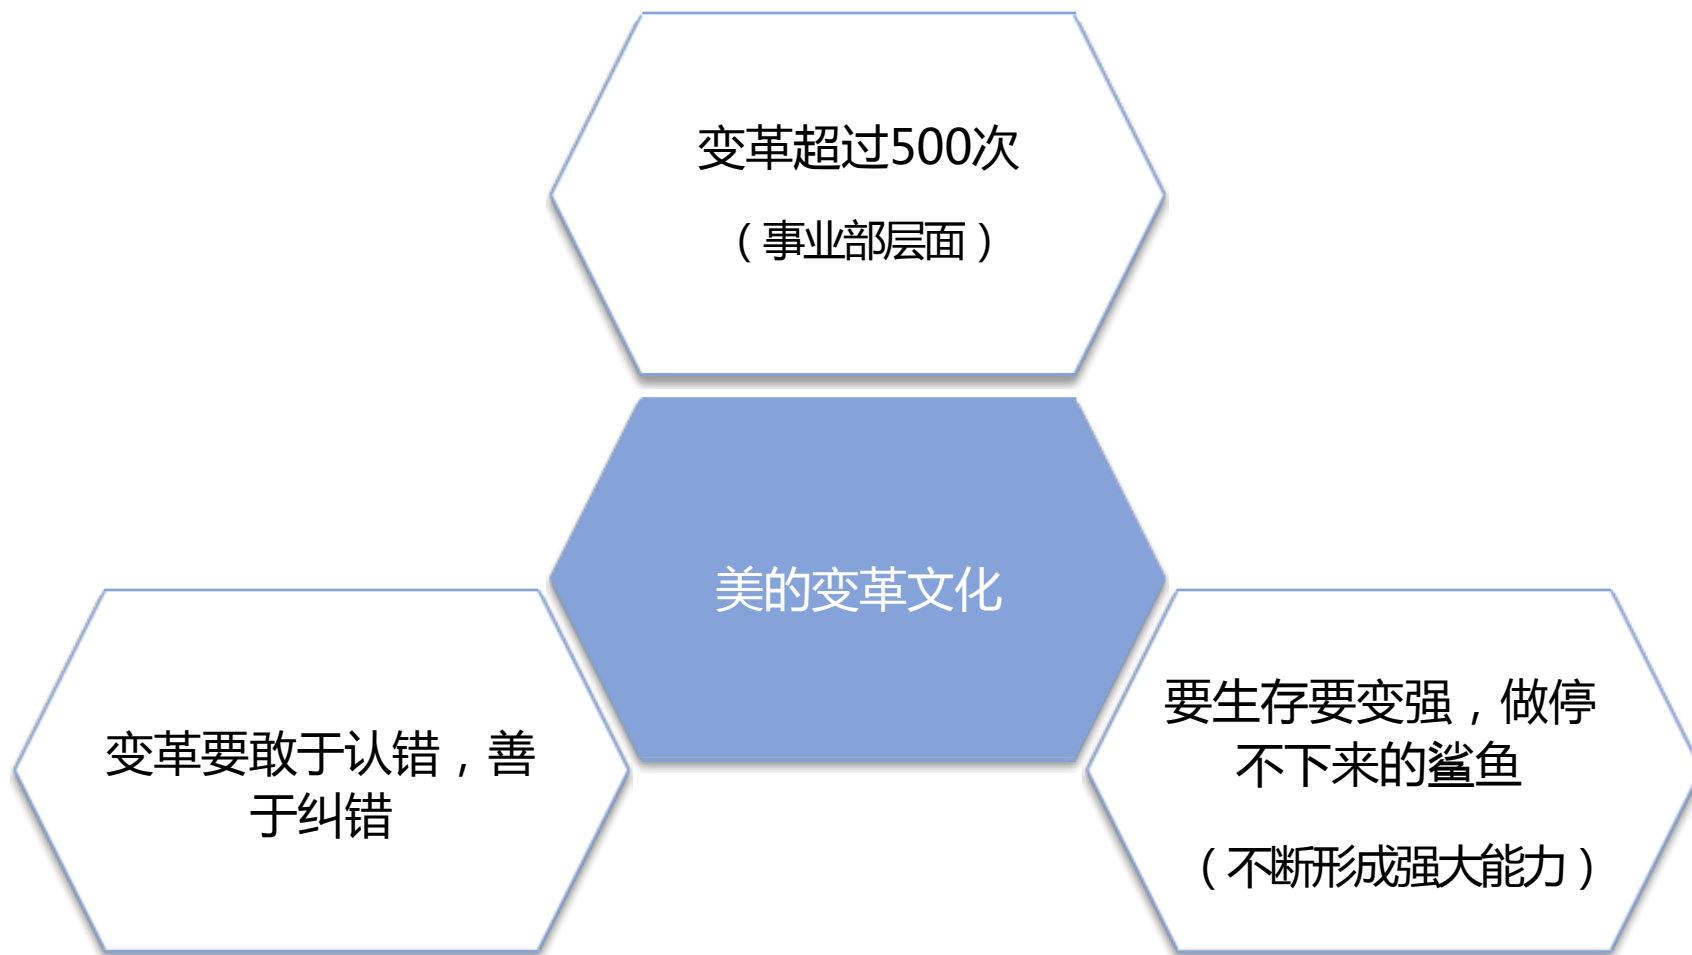 变革超过500次
（事业部层面）
美的变革文化
变革要敢于认错，善
于纠错
要生存要变强，做停
不下来的鲨鱼
（不断形成强大能力）